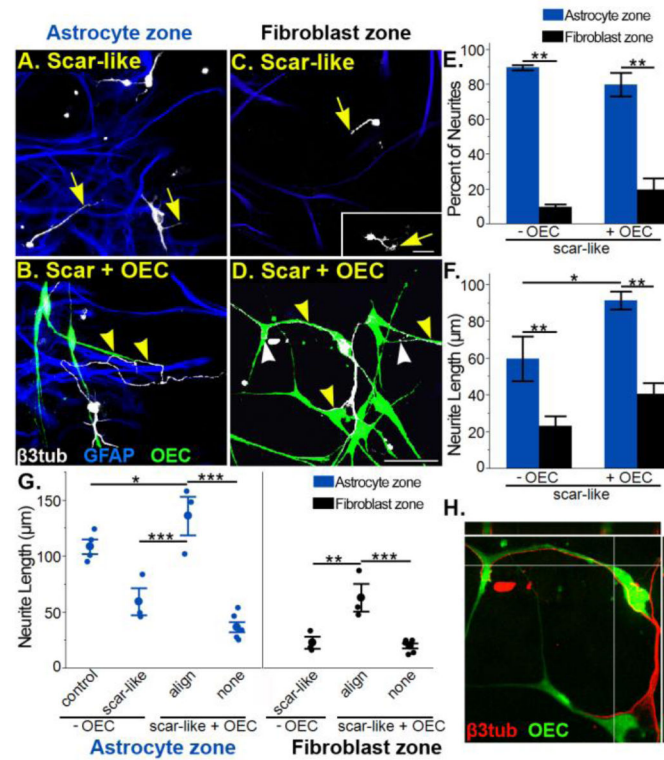 Astrocyte zone
Fibroblast zone
A. Scar-like
C. Scar-like
B. Scar + OEC
D. Scar + OEC
β3tub GFAP OEC
Astrocyte zone
Fibroblast zone
E.
**
**
Percent of Neurites
100
80
60
40
20
0
- OEC
+ OEC
scar-like
F.
*
**
**
Neurite Length (µm)
100
80
60
40
20
0
- OEC
+ OEC
scar-like
G.
Astrocyte zone
Fibroblast zone
*
***
***
**
***
Neurite Length (µm)
150
100
50
0
control
scar-like
align
none
scar-like
align
none
- OEC
scar-like + OEC
- OEC
scar-like + OEC
Astrocyte zone
Fibroblast zone
H.
β3tub OEC